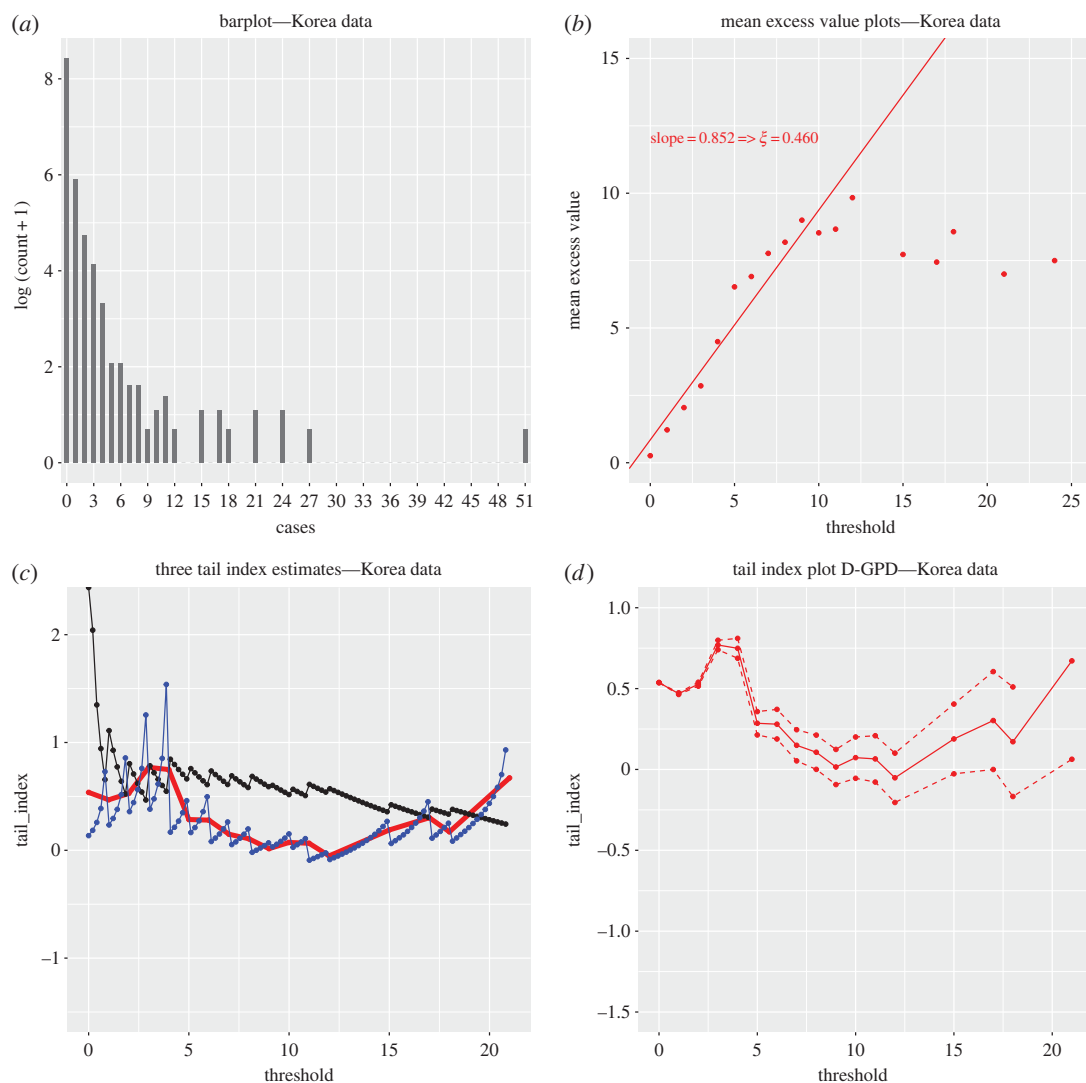 (a) barplot—Korea data
8
6
4
2
0
log (count + 1)
0 3 6 9 12 15 18 21 24 27 30 33 36 39 42 45 48 51
cases
(b) mean excess value plots—Korea data
15
10
5
0
mean excess value
slope = 0.852 => ξ = 0.460
0 5 10 15 20 25
threshold
(c) three tail index estimates—Korea data
2
1
0
–1
tail_index
0 5 10 15 20
threshold
(d) tail index plot D-GPD—Korea data
1.0
0.5
0
–0.5
–1.0
–1.5
tail_index
0 5 10 15 20
threshold